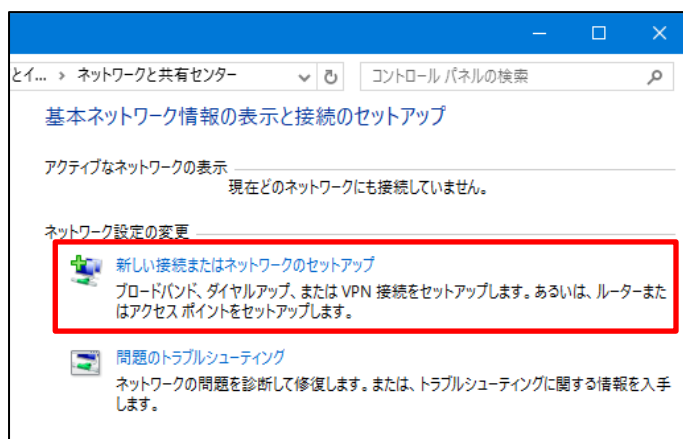 とイ... › ネットワークと共有センター
コントロール パネルの検索
基本ネットワーク情報の表示と接続のセットアップ
アクティブなネットワークの表示
現在どのネットワークにも接続していません。
ネットワーク設定の変更
新しい接続またはネットワークのセットアップ
ブロードバンド、ダイヤルアップ、または VPN 接続をセットアップします。あるいは、ルーターまた
はアクセス ポイントをセットアップします。
問題のトラブルシューティング
ネットワークの問題を診断して修復します。または、トラブルシューティングに関する情報を入手
します。